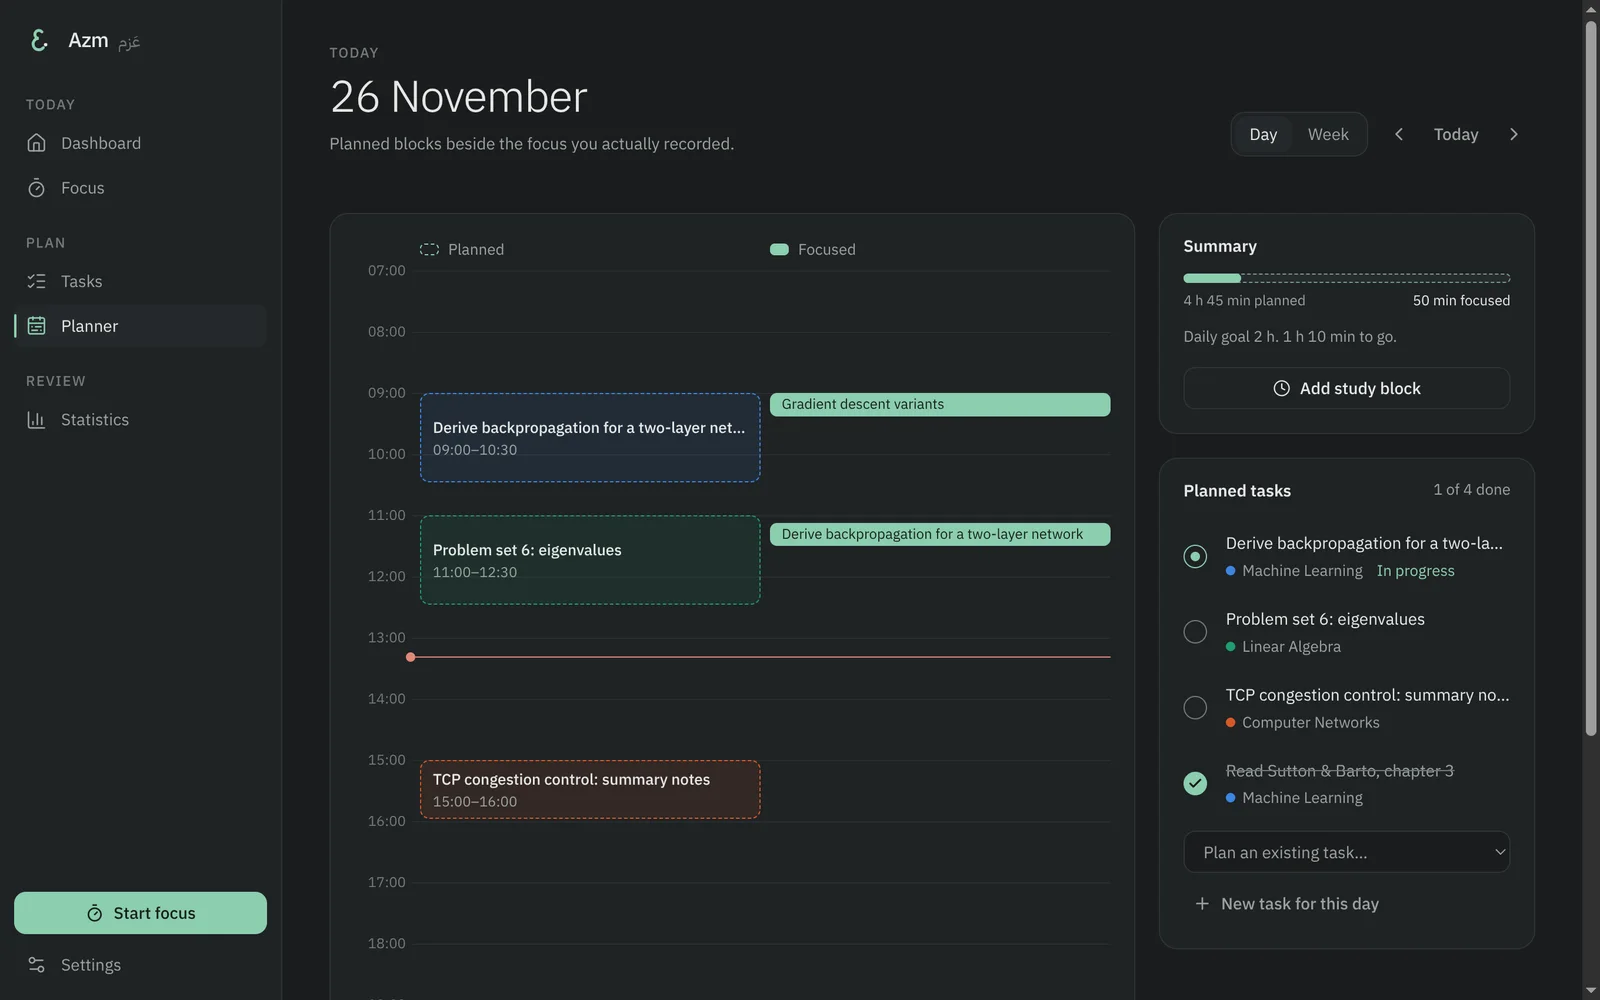 Azm عَزم
TODAY
Dashboard
Focus
PLAN
Tasks
Planner
REVIEW
Statistics
Start focus
Settings
TODAY
26 November
Planned blocks beside the focus you actually recorded.
Day Week Today
Planned Focused
07:00
08:00
09:00
Derive backpropagation for a two-layer net...
09:00–10:30
Gradient descent variants
10:00
11:00
Problem set 6: eigenvalues
11:00–12:30
Derive backpropagation for a two-layer network
12:00
13:00
14:00
15:00
TCP congestion control: summary notes
15:00–16:00
16:00
17:00
18:00
Summary
4 h 45 min planned 50 min focused
Daily goal 2 h. 1 h 10 min to go.
Add study block
Planned tasks 1 of 4 done
Derive backpropagation for a two-la...
Machine Learning In progress
Problem set 6: eigenvalues
Linear Algebra
TCP congestion control: summary no...
Computer Networks
Read Sutton & Barto, chapter 3
Machine Learning
Plan an existing task...
New task for this day